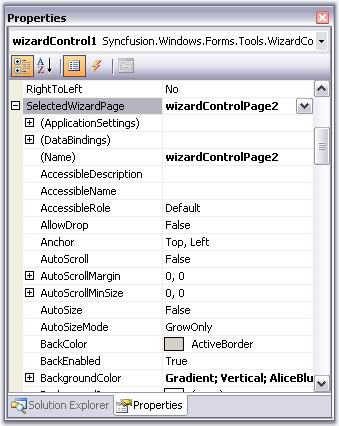 Properties
wizardControl1 Syncfusion.Windows.Forms.Tools.WizardCo
RightToLeft No
SelectedWizardPage wizardControlPage2
(ApplicationSettings)
(DataBindings)
(Name) wizardControlPage2
AccessibleDescription
AccessibleName
AccessibleRole Default
AllowDrop False
Anchor Top, Left
AutoScroll False
AutoScrollMargin 0, 0
AutoScrollMinSize 0, 0
AutoSize False
AutoSizeMode GrowOnly
BackColor ActiveBorder
BackEnabled True
BackgroundColor Gradient; Vertical; AliceBlu
Solution Explorer Properties